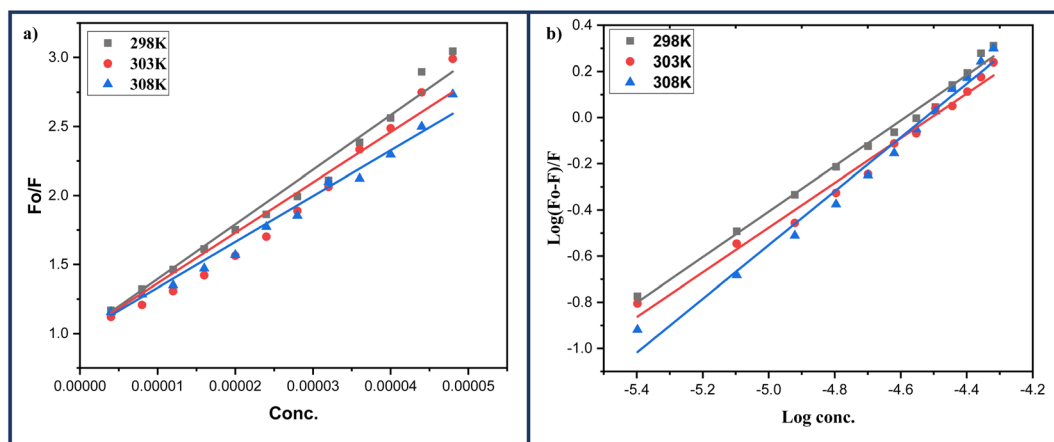 a)
298K
303K
308K
Fo/F
3.0
2.5
2.0
1.5
1.0
0.00000
0.00001
0.00002
0.00003
0.00004
0.00005
Conc.
b)
298K
303K
308K
Log(Fo-F)/F
0.4
0.2
0.0
-0.2
-0.4
-0.6
-0.8
-1.0
-5.4
-5.2
-5.0
-4.8
-4.6
-4.4
-4.2
Log conc.